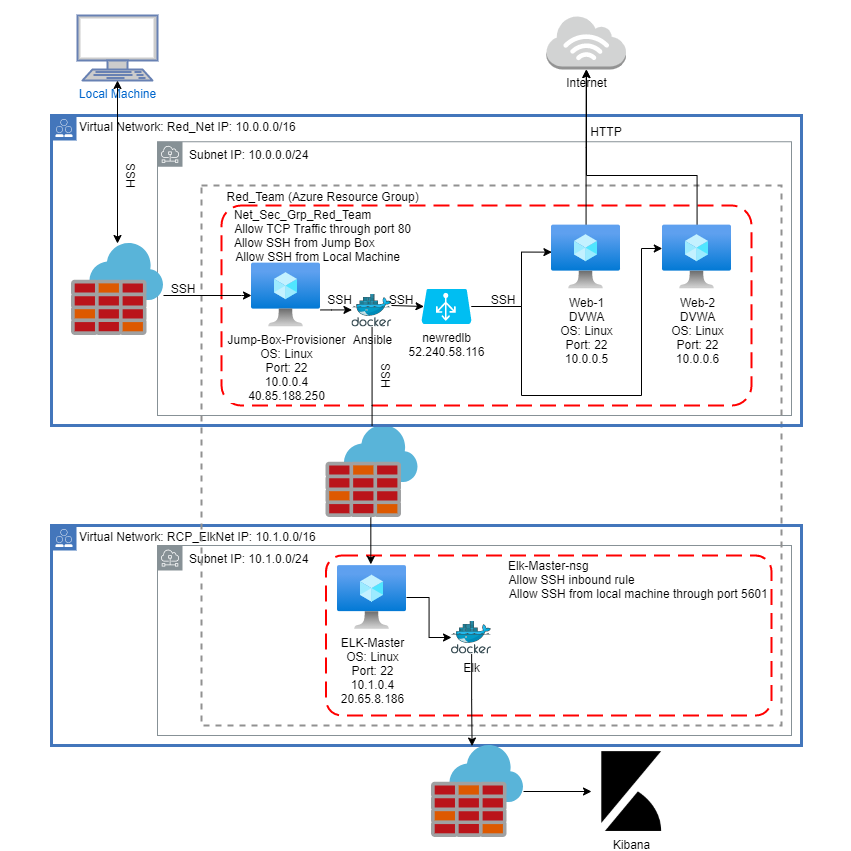 Local Machine
Internet
Virtual Network: Red_Net IP: 10.0.0.0/16
HTTP
Subnet IP: 10.0.0.0/24
SSH
Red_Team (Azure Resource Group)
Net_Sec_Grp_Red_Team
Allow TCP Traffic through port 80
Allow SSH from Jump Box
Allow SSH from Local Machine
SSH
SSH
SSH
SSH
docker
Ansible
newredlb
52.240.58.116
Jump-Box-Provisioner
OS: Linux
Port: 22
10.0.0.4
40.85.188.250
Web-1
DVWA
OS: Linux
Port: 22
10.0.0.5
Web-2
DVWA
OS: Linux
Port: 22
10.0.0.6
SSH
Virtual Network: RCP_ElkNet IP: 10.1.0.0/16
Subnet IP: 10.1.0.0/24
Elk-Master-nsg
Allow SSH inbound rule
Allow SSH from local machine through port 5601
ELK-Master
OS: Linux
Port: 22
10.1.0.4
20.65.8.186
docker
Elk
Kibana